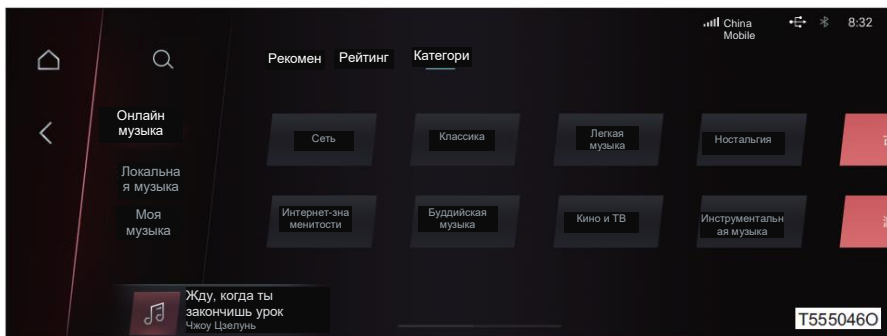 China
Mobile
8:32
Рекомен Рейтинг Категори
Онлайн
музыка
Локальна
я музыка
Моя
музыка
Сеть
Классика
Легкая
музыка
Ностальгия
Интернет-зна
менитости
Буддийская
музыка
Кино и ТВ
Инструментальн
ая музыка
Жду, когда ты
закончишь урок
Чжоу Цзелунь
T555046O